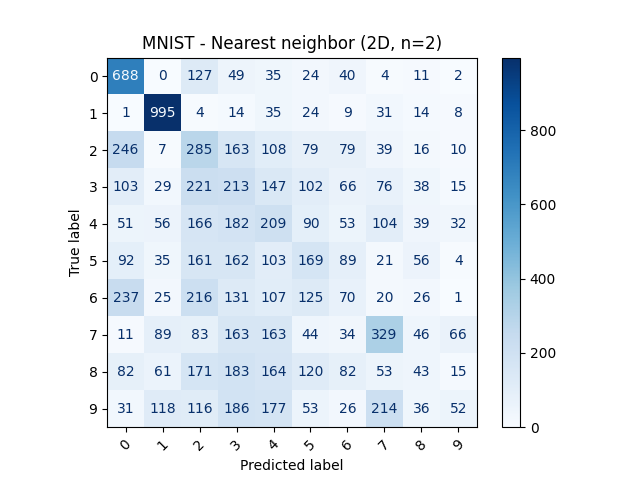 MNIST - Nearest neighbor (2D, n=2)
True label
0 688 0 127 49 35 24 40 4 11 2
1 1 995 4 14 35 24 9 31 14 8
2 246 7 285 163 108 79 79 39 16 10
3 103 29 221 213 147 102 66 76 38 15
4 51 56 166 182 209 90 53 104 39 32
5 92 35 161 162 103 169 89 21 56 4
6 237 25 216 131 107 125 70 20 26 1
7 11 89 83 163 163 44 34 329 46 66
8 82 61 171 183 164 120 82 53 43 15
9 31 118 116 186 177 53 26 214 36 52
0 1 2 3 4 5 6 7 8 9
Predicted label
800
600
400
200
0